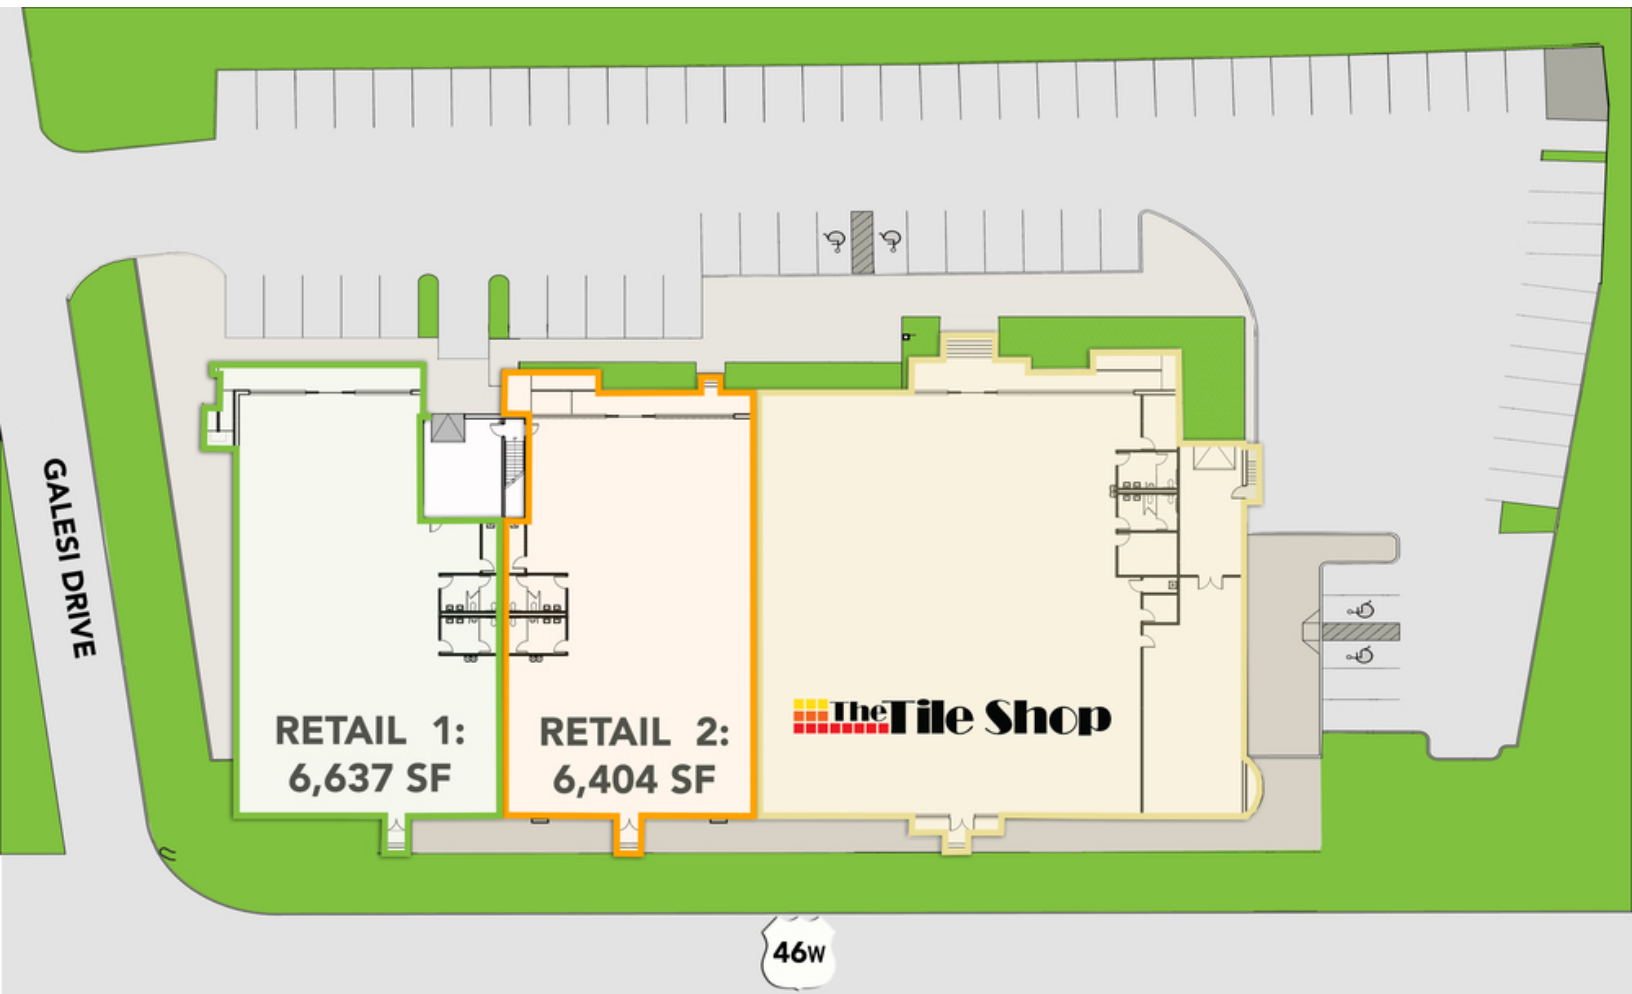 GALESI DRIVE
RETAIL 1:
6,637 SF
RETAIL 2:
6,404 SF
The Tile Shop
46W